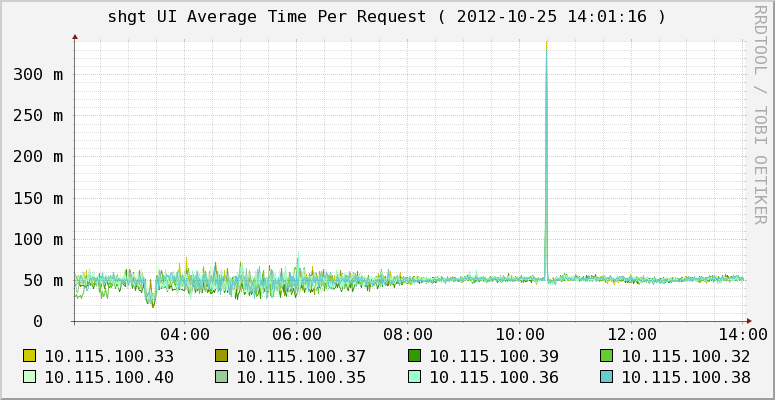 shgt UI Average Time Per Request ( 2012-10-25 14:01:16 )
RRDTOOL / TOBI OETIKER
300 m
250 m
200 m
150 m
100 m
50 m
0
04:00 06:00 08:00 10:00 12:00 14:00
10.115.100.33 10.115.100.37 10.115.100.39 10.115.100.32
10.115.100.40 10.115.100.35 10.115.100.36 10.115.100.38